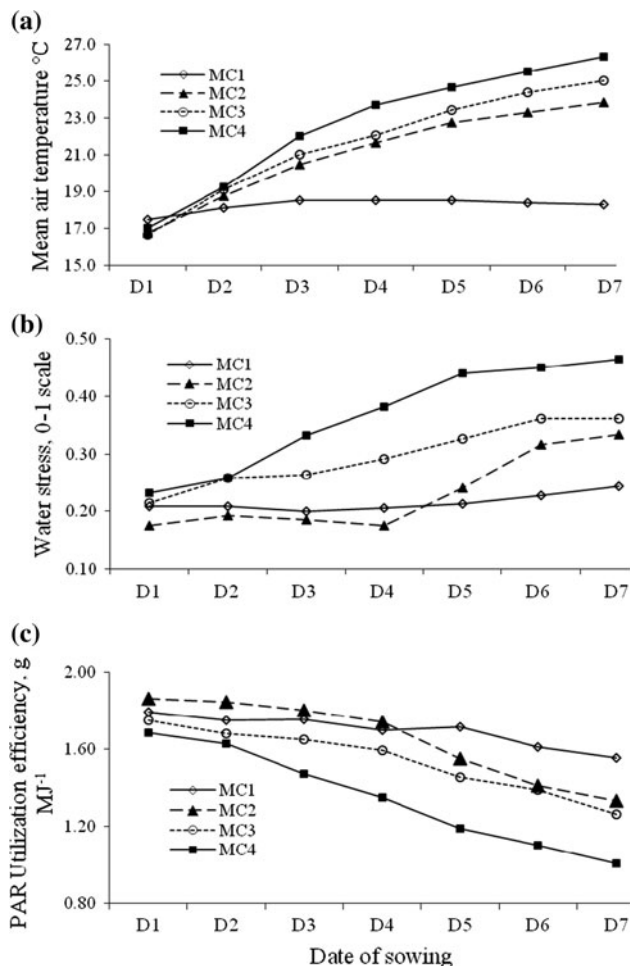 (a)
27.0
25.0
23.0
21.0
19.0
17.0
15.0
Mean air temperature °C
MC1
MC2
MC3
MC4
D1 D2 D3 D4 D5 D6 D7
(b)
0.50
0.40
0.30
0.20
0.10
Water stress, 0-1 scale
MC1
MC2
MC3
MC4
D1 D2 D3 D4 D5 D6 D7
(c)
2.00
1.60
1.20
0.80
PAR Utilization efficiency, g
MJ-1
MC1
MC2
MC3
MC4
D1 D2 D3 D4 D5 D6 D7
Date of sowing